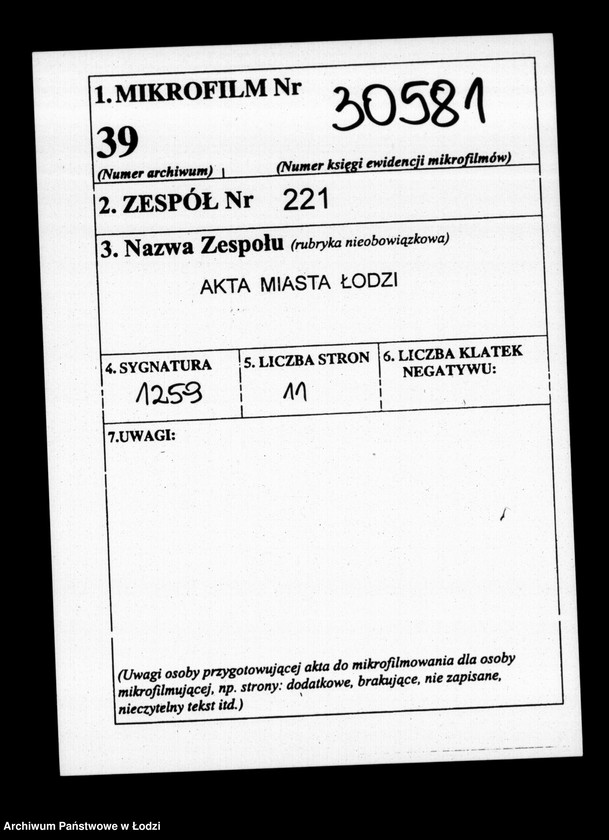 1. MIKROFILM Nr 30581
39
(Numer archiwum) (Numer księgi ewidencji mikrofilmów)
2. ZESPÓŁ Nr 221
3. Nazwa Zespołu (rubryka nieobowiązkowa)
AKTA MIASTA ŁODZI
4. SYGNATURA 5. LICZBA STRON 6. LICZBA KLATEK
NEGATYWU:
1259 11
7.UWAGI:
(Uwagi osoby przygotowującej akta do mikrofilmowania dla osoby
mikrofilmującej, np. strony: dodatkowe, brakujące, nie zapisane,
nieczytelny tekst itd.)
Archiwum Państwowe w Łodzi